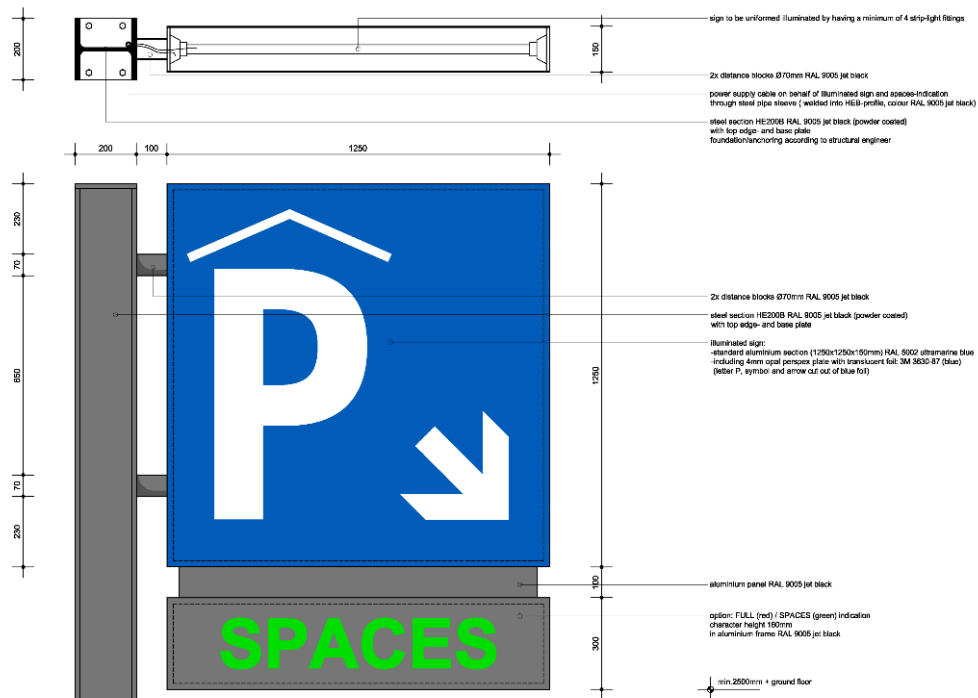 sign to be uniformed illuminated by having a minimum of 4 strip-light fittings
200
150
2x distance blocks Ø70mm RAL 9005 jet black
power supply cable on behalf of illuminated sign and spaces-indication
through steel pipe sleeve ( welded into HEB-profile, colour RAL 9005 jet black)
steel section HE200B RAL 9005 jet black (powder coated)
with top edge- and base plate
foundation/anchoring according to structural engineer
200 100 1250
230
70
650
70
230
P
1250
2x distance blocks Ø70mm RAL 9005 jet black
steel section HE200B RAL 9005 jet black (powder coated)
with top edge- and base plate
illuminated sign:
-standard aluminium section (1250x1250x150mm) RAL 5002 ultramarine blue
-including 4mm opal perspex plate with translucent foil: 3M 3630-87 (blue)
(letter P, symbol and arrow cut out of blue foil)
100
aluminium panel RAL 9005 jet black
SPACES
300
option: FULL (red) / SPACES (green) indication
character height 160mm
in aluminium frame RAL 9005 jet black
min.2500mm + ground floor